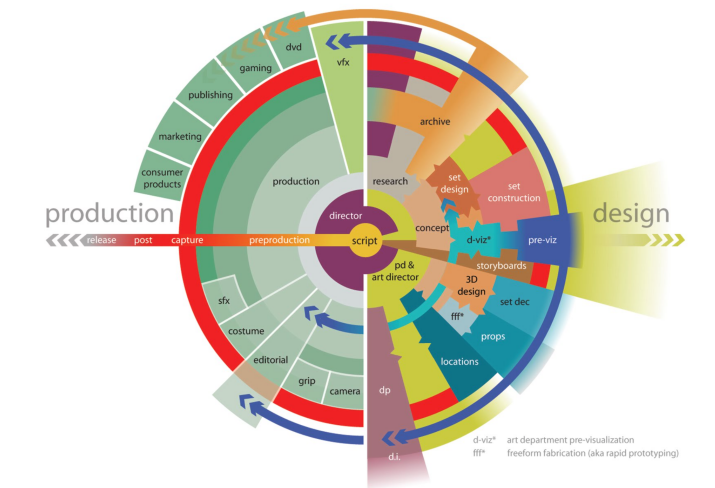 dvd
gaming
vfx
publishing
archive
marketing
consumer
products
production
research
set
design
set
construction
director
production
design
concept
release
post
capture
preproduction
script
d-viz*
pre-viz
pd &
art director
storyboards
3D
design
set dec
sfx
fff*
costume
props
editorial
locations
grip
camera
dp
d-viz*    art department pre-visualization
fff*    freeform fabrication (aka rapid prototyping)
d.i.